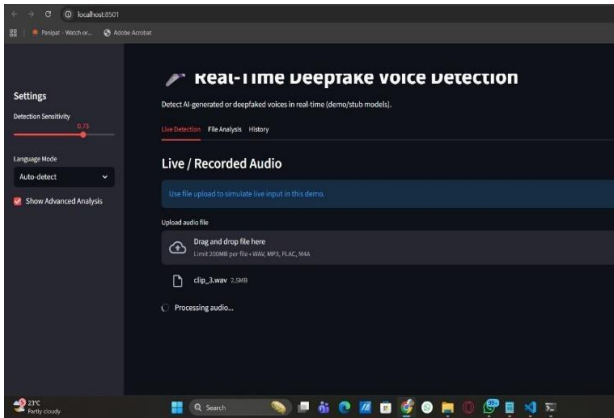 localhost:8501
Panipat - Watch or...
Adobe Acrobat
Settings
Detection Sensitivity
0.73
Language Mode
Auto-detect
Show Advanced Analysis
Real-Time Deepfake Voice Detection
Detect AI-generated or deepfaked voices in real-time (demo/stub models).
Live Detection File Analysis History
Live / Recorded Audio
Use file upload to simulate live input in this demo.
Upload audio file
Drag and drop file here
Limit 200MB per file • WAV, MP3, FLAC, M4A
clip_3.wav 2.5MB
Processing audio...
23°C
Partly cloudy
Search